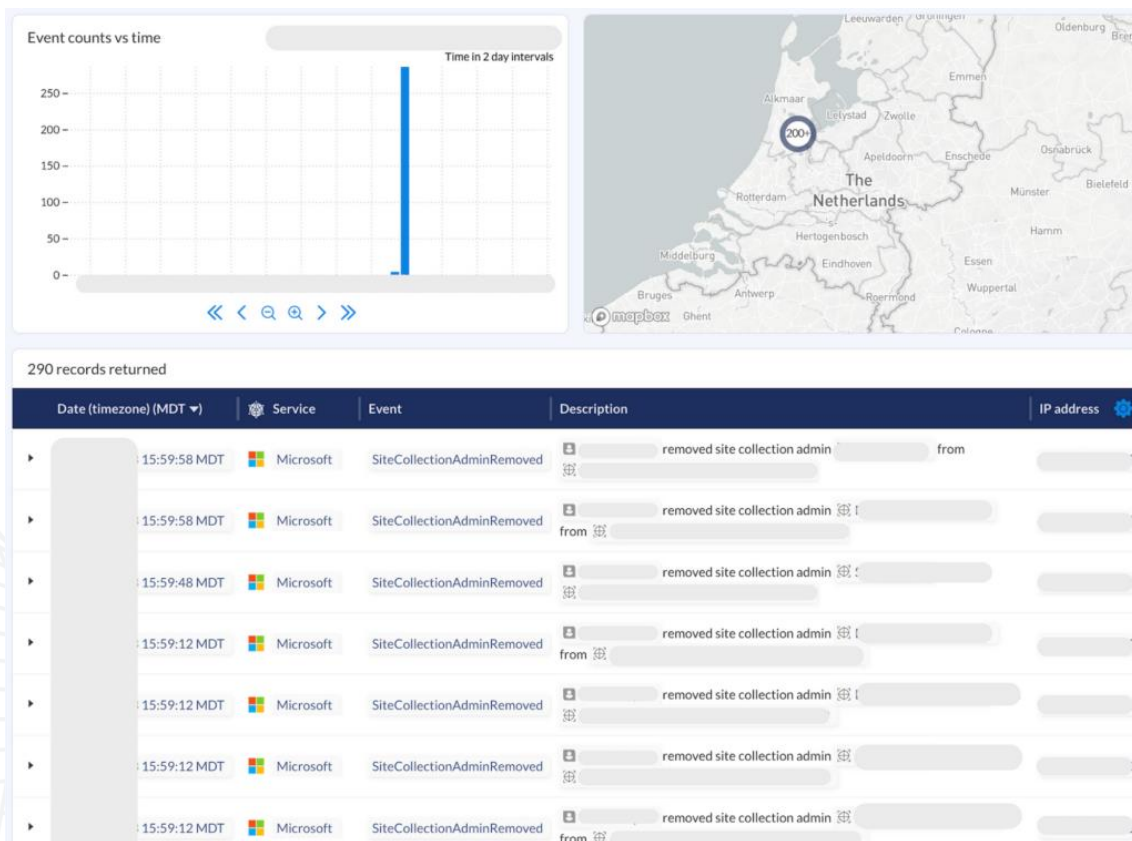 Event counts vs time
Time in 2 day intervals
250
200
150
100
50
0
Leeuwarden Groningen
Oldenburg
Emmen
Alkmaar
Lelystad Zwolle
200+
Apeldoorn Enschede Osnabrück
The
Netherlands
Rotterdam Münster Bielefeld
Hertogenbosch Hamm
Middelburg Eindhoven Essen
Wuppertal
Bruges Antwerp Roermond
mapbox Ghent Cologne
290 records returned
Date (timezone) (MDT ▾) Service Event Description IP address
15:59:58 MDT Microsoft SiteCollectionAdminRemoved removed site collection admin from
15:59:58 MDT Microsoft SiteCollectionAdminRemoved removed site collection admin
from
15:59:48 MDT Microsoft SiteCollectionAdminRemoved removed site collection admin
15:59:12 MDT Microsoft SiteCollectionAdminRemoved removed site collection admin
from
15:59:12 MDT Microsoft SiteCollectionAdminRemoved removed site collection admin
15:59:12 MDT Microsoft SiteCollectionAdminRemoved removed site collection admin
15:59:12 MDT Microsoft SiteCollectionAdminRemoved removed site collection admin
from